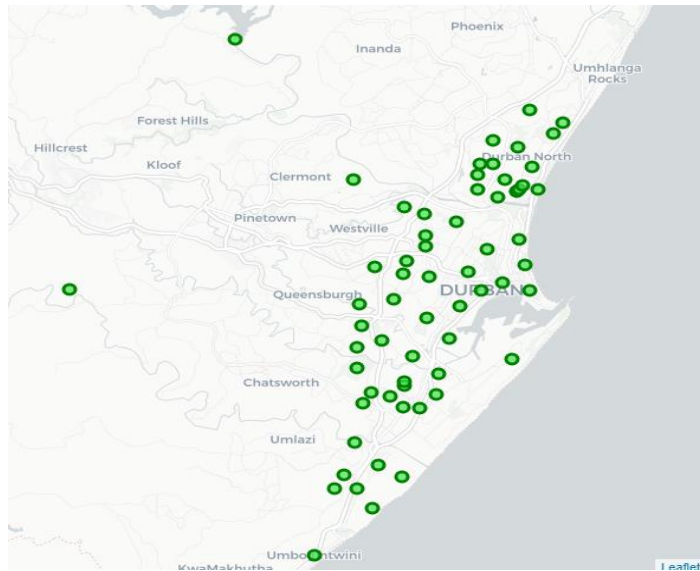 Phoenix
Inanda
Umhlanga
Rocks
Forest Hills
Hillcrest
Kloof
Durban North
Clermont
Pinetown
Westville
Queensburgh
DURBAN
Chatsworth
Umlazi
KwaMakhutha
Leaflet